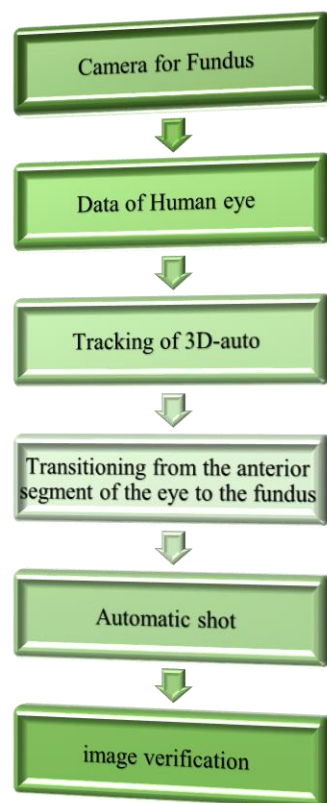 Camera for Fundus
Data of Human eye
Tracking of 3D-auto
Transitioning from the anterior
segment of the eye to the fundus
Automatic shot
image verification